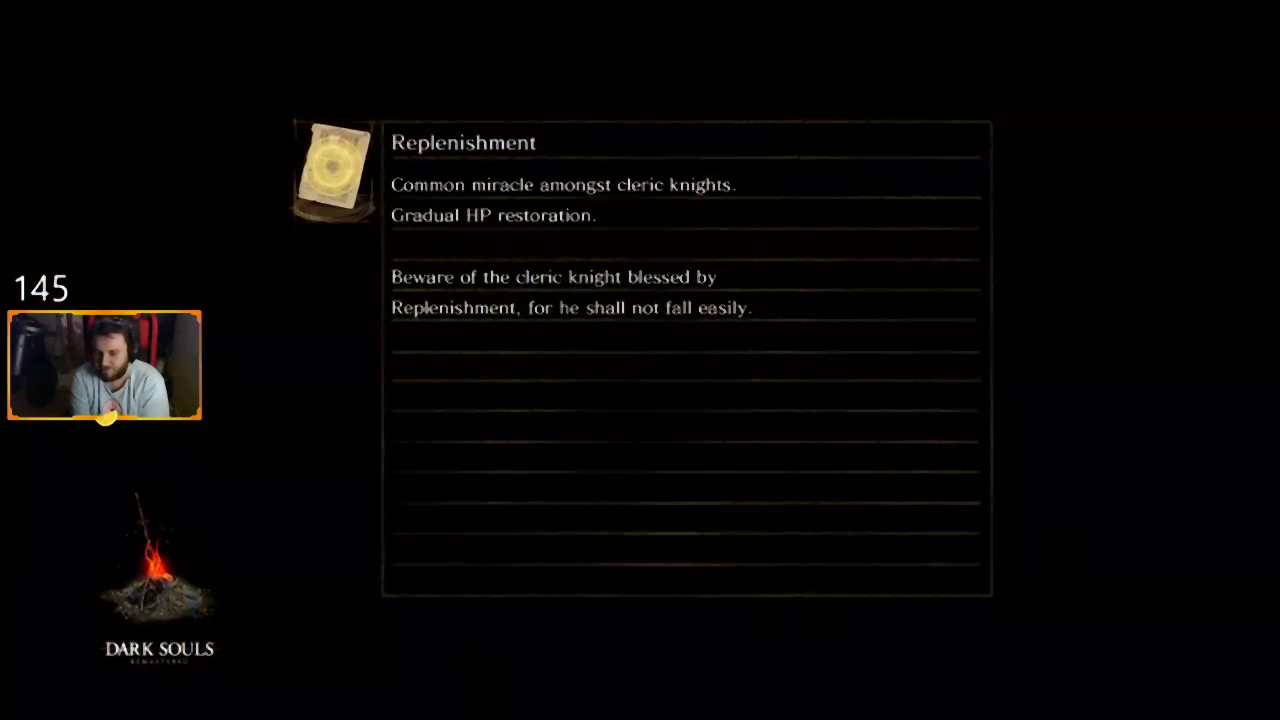 Replenishment
Common miracle amongst cleric knights.
Gradual HP restoration.
Beware of the cleric knight blessed by
Replenishment, for he shall not fall easily.
145
DARK SOULS
REMASTERED